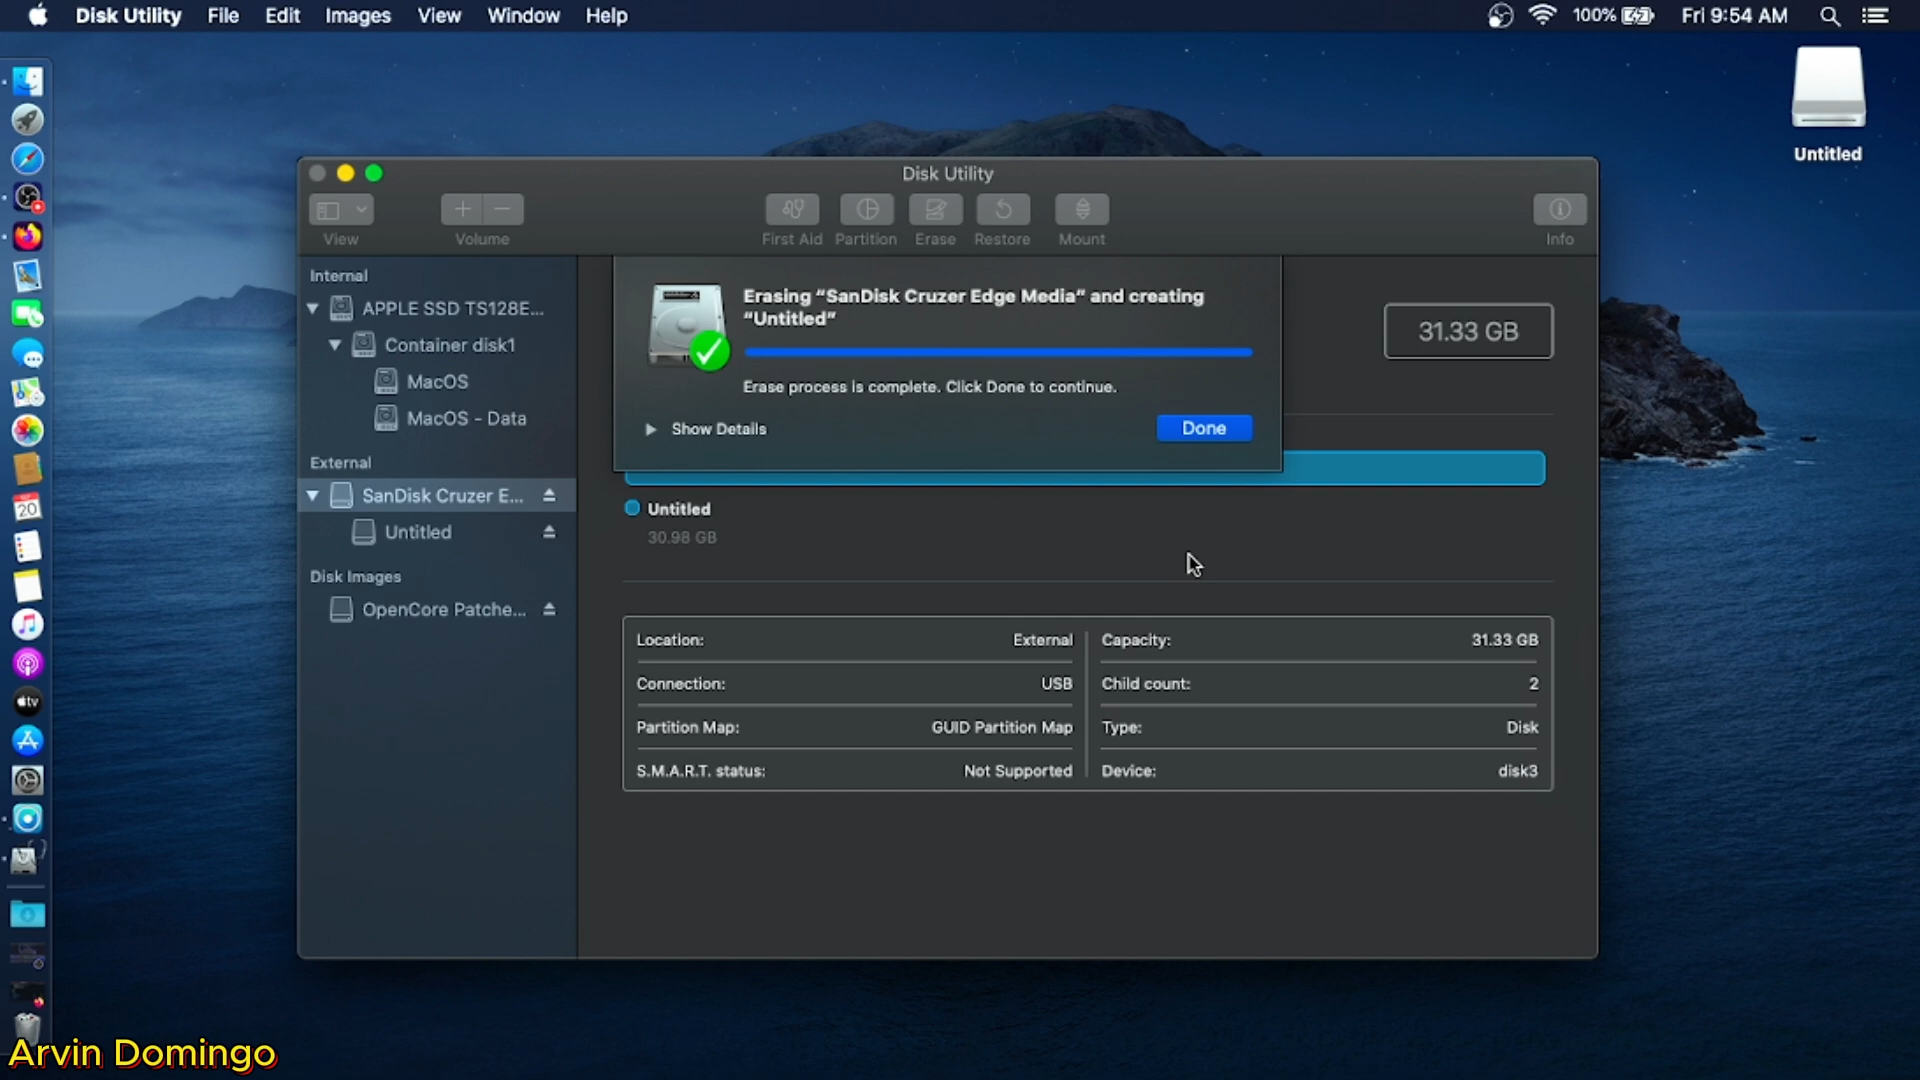 Disk Utility File Edit Images View Window Help 100% Fri 9:54 AM
Untitled
Disk Utility
View Volume First Aid Partition Erase Restore Mount Info
Internal
APPLE SSD TS128E...
Container disk1
MacOS
MacOS - Data
External
SanDisk Cruzer E...
Untitled
Disk Images
OpenCore Patche...
Erasing “SanDisk Cruzer Edge Media” and creating
“Untitled”
Erase process is complete. Click Done to continue.
Show Details Done
31.33 GB
Untitled
30.98 GB
Location: External Capacity: 31.33 GB
Connection: USB Child count: 2
Partition Map: GUID Partition Map Type: Disk
S.M.A.R.T. status: Not Supported Device: disk3
20
tv
Arvin Domingo